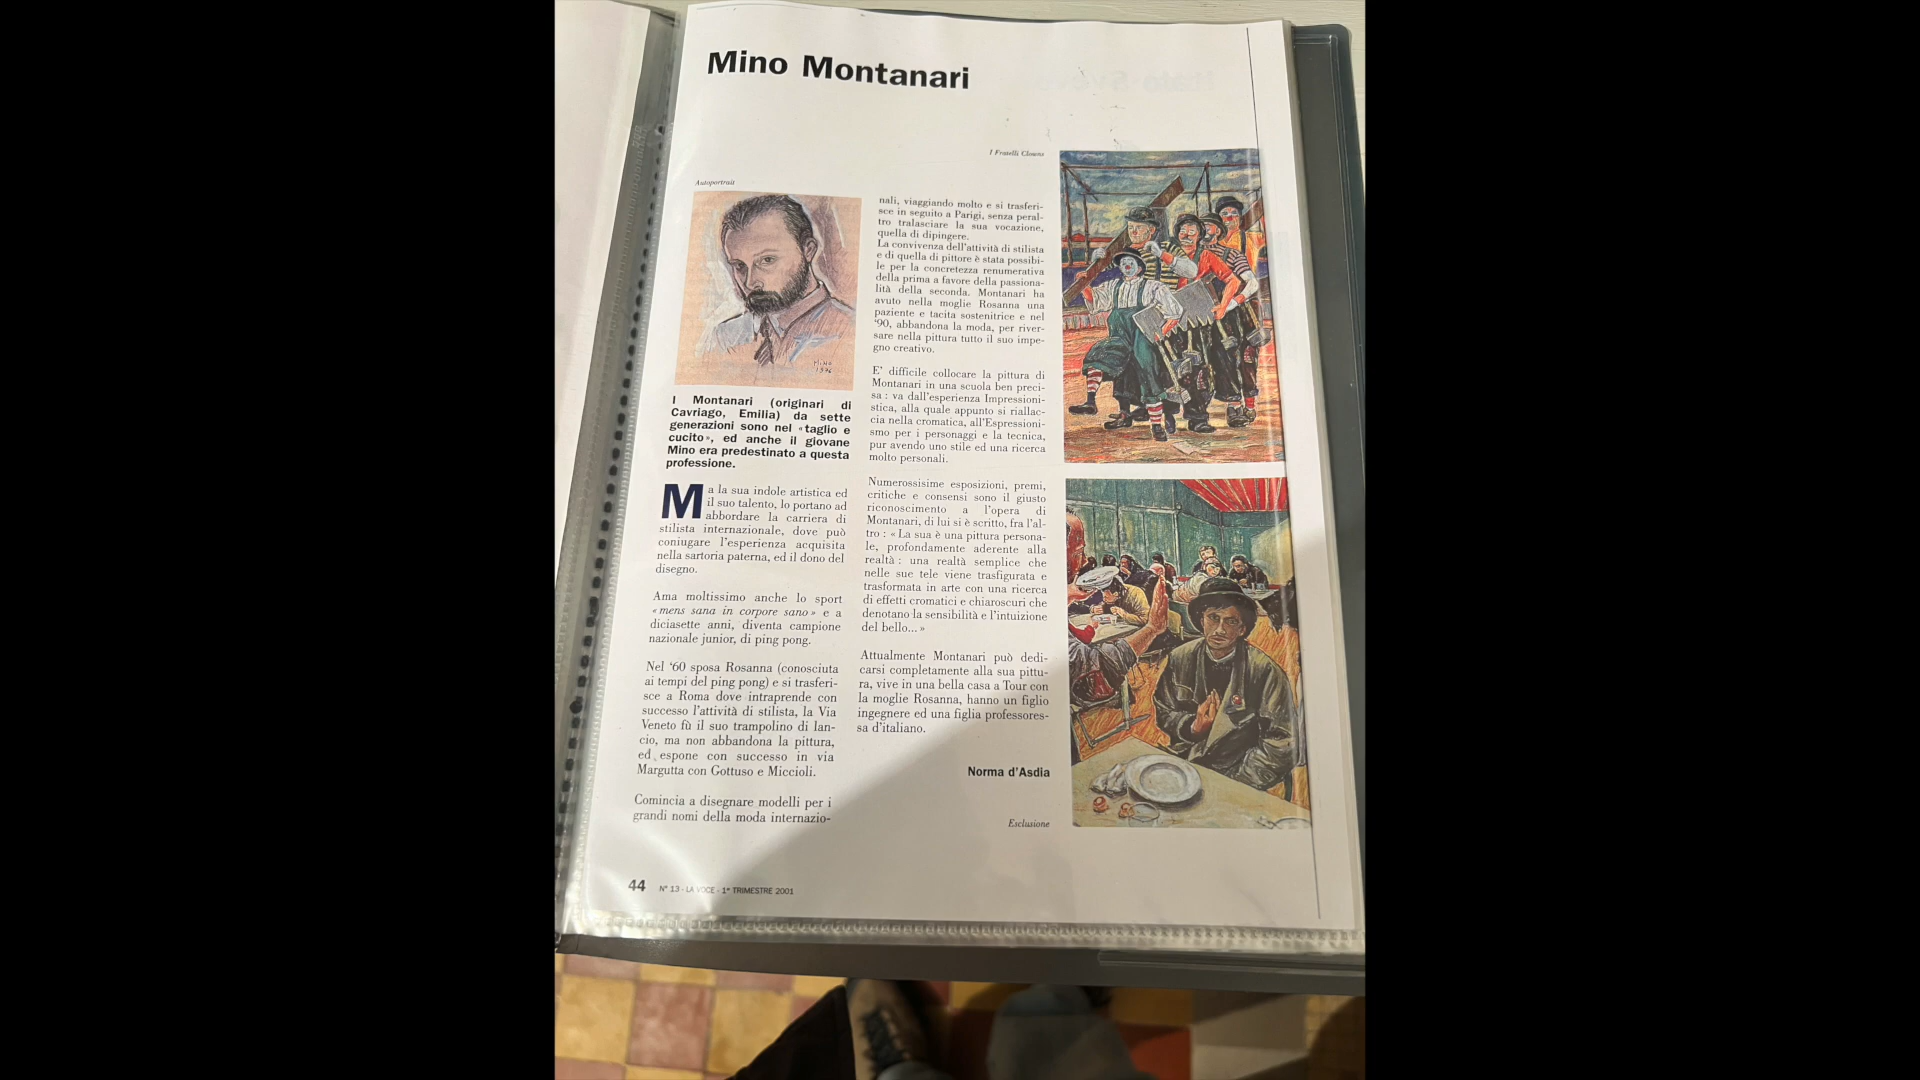 Mino Montanari
I Fratelli Clowns
Autoportrait
MINO
I Montanari (originari di
Cavriago, Emilia) da sette
generazioni sono nel «taglio e
cucito», ed anche il giovane
Mino era predestinato a questa
professione.
Ma la sua indole artistica ed
il suo talento, lo portano ad
abbordare la carriera di
stilista internazionale, dove può
coniugare l'esperienza acquisita
nella sartoria paterna, ed il dono del
disegno.
Ama moltissimo anche lo sport
«mens sana in corpore sano» e a
diciasette anni, diventa campione
nazionale junior, di ping pong.
Nel '60 sposa Rosanna (conosciuta
ai tempi del ping pong) e si trasferi-
sce a Roma dove intraprende con
successo l'attività di stilista, la Via
Veneto fù il suo trampolino di lan-
cio, ma non abbandona la pittura,
ed espone con successo in via
Margutta con Gottuso e Miccioli.
Comincia a disegnare modelli per i
grandi nomi della moda internazio-
nali, viaggiando molto e si trasferi-
sce in seguito a Parigi, senza peral-
tro tralasciare la sua vocazione,
quella di dipingere.
La convivenza dell'attività di stilista
e di quella di pittore è stata possibi-
le per la concretezza renumerativa
della prima a favore della passiona-
lità della seconda. Montanari ha
avuto nella moglie Rosanna una
paziente e tacita sostenitrice e nel
'90, abbandona la moda, per river-
sare nella pittura tutto il suo impe-
gno creativo.
E' difficile collocare la pittura di
Montanari in una scuola ben preci-
sa : va dall'esperienza Impressioni-
stica, alla quale appunto si riallac-
cia nella cromatica, all'Espressioni-
smo per i personaggi e la tecnica,
pur avendo uno stile ed una ricerca
molto personali.
Numerossisime esposizioni, premi,
critiche e consensi sono il giusto
riconoscimento a l'opera di
Montanari, di lui si è scritto, fra l'al-
tro : «La sua è una pittura persona-
le, profondamente aderente alla
realtà : una realtà semplice che
nelle sue tele viene trasfigurata e
trasformata in arte con una ricerca
di effetti cromatici e chiaroscuri che
denotano la sensibilità e l'intuizione
del bello... »
Attualmente Montanari può dedi-
carsi completamente alla sua pittu-
ra, vive in una bella casa a Tour con
la moglie Rosanna, hanno un figlio
ingegnere ed una figlia professores-
sa d'italiano.
Norma d'Asdia
Esclusione
44 N° 13 - LA VOCE - 1er TRIMESTRE 2001